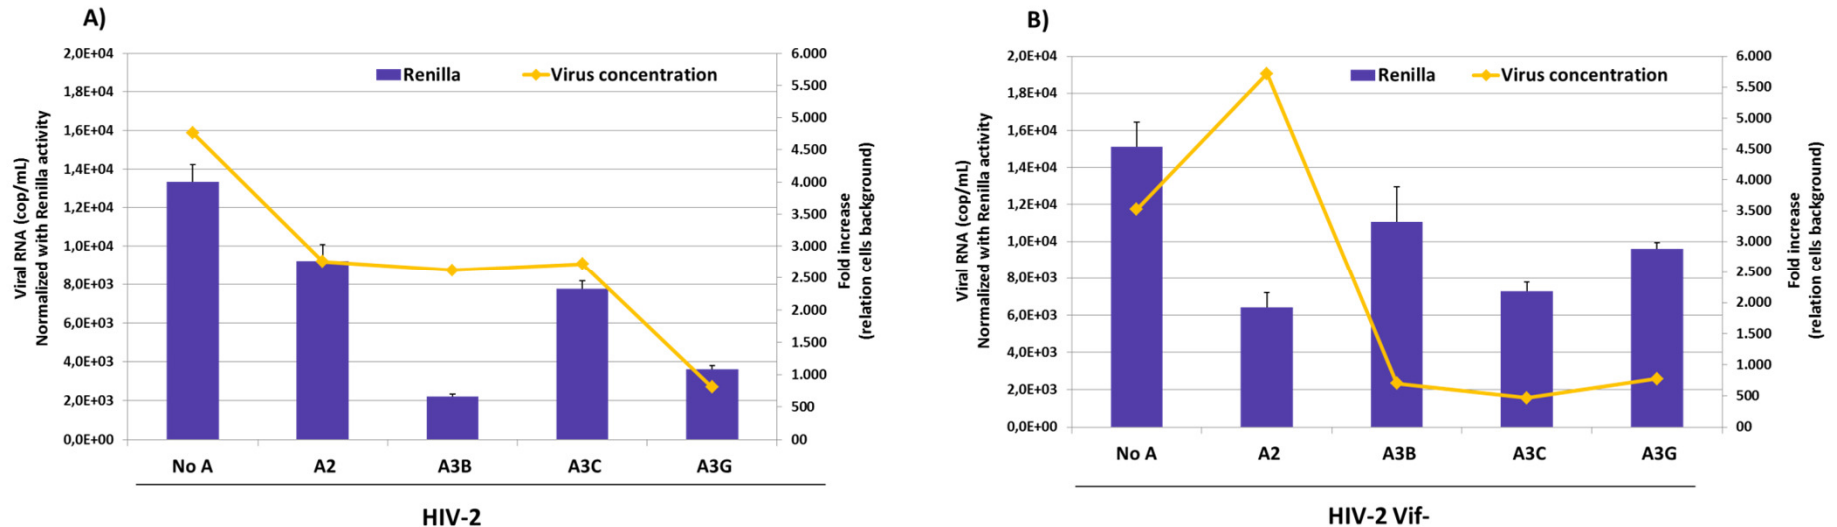 A)
2,0E+04
1,8E+04
1,6E+04
1,4E+04
1,2E+04
1,0E+04
8,0E+03
6,0E+03
4,0E+03
2,0E+03
0,0E+00
Viral RNA (cop/mL)
Normalized with Renilla activity
Renilla
Virus concentration
6.000
5.500
5.000
4.500
4.000
3.500
3.000
2.500
2.000
1.500
1.000
500
00
Fold increase
(relation cells background)
No A
A2
A3B
A3C
A3G
HIV-2
B)
2,0E+04
1,8E+04
1,6E+04
1,4E+04
1,2E+04
1,0E+04
8,0E+03
6,0E+03
4,0E+03
2,0E+03
0,0E+00
Viral RNA (cop/mL)
Normalized with Renilla activity
Renilla
Virus concentration
6.000
5.500
5.000
4.500
4.000
3.500
3.000
2.500
2.000
1.500
1.000
500
00
Fold increase
(relation cells background)
No A
A2
A3B
A3C
A3G
HIV-2 Vif-